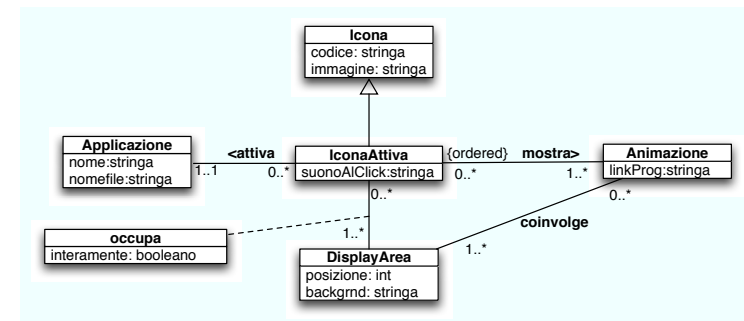 Icona
codice: stringa
immagine: stringa
Applicazione
nome:stringa
nomefile:stringa
1..1
<attiva
0..*
IconaAttiva
suonoAlClick:stringa
{ordered}
0..*
mostra>
1..*
Animazione
linkProg:stringa
0..*
0..*
occupa
interamente: booleano
1..*
coinvolge
1..*
DisplayArea
posizione: int
backgrnd: stringa